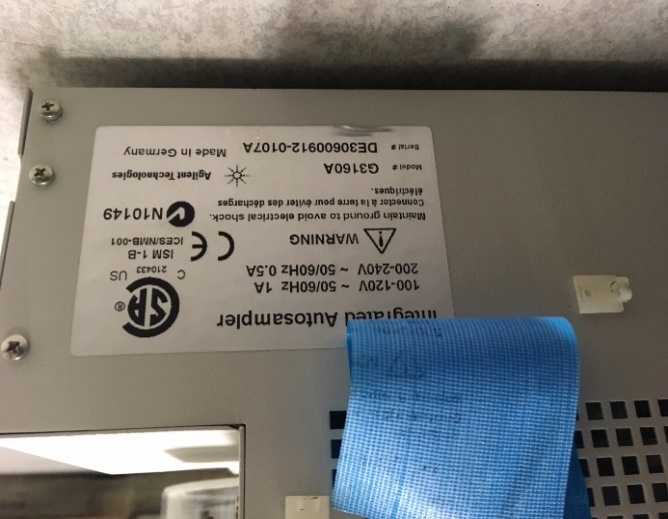 Integrated Autosampler
100-120V ~ 50/60Hz 1A
200-240V ~ 50/60Hz 0.5A
WARNING
Maintain ground to avoid electrical shock.
Connecter à la terre pour éviter des décharges
électriques.
Model # G3160A
Serial # DE30600912-0107A
SA ®
C 210433 US
ISM 1-B
ICES/NMB-001
CE
N10149
Agilent Technologies
Made in Germany